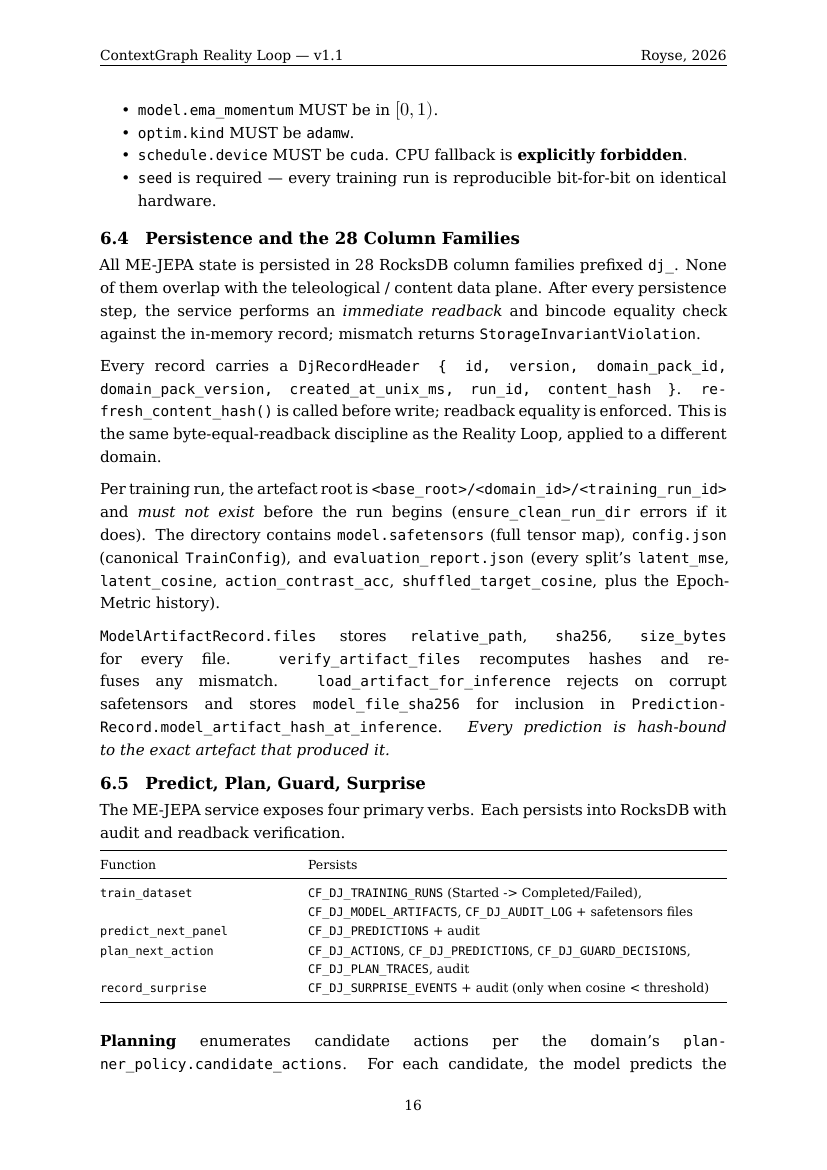 ContextGraph Reality Loop — v1.1 Royse, 2026
• model.ema_momentum MUST be in [0, 1).
• optim.kind MUST be adamw.
• schedule.device MUST be cuda. CPU fallback is explicitly forbidden.
• seed is required — every training run is reproducible bit-for-bit on identical
hardware.
6.4 Persistence and the 28 Column Families
All ME-JEPA state is persisted in 28 RocksDB column families prefixed dj_. None
of them overlap with the teleological / content data plane. After every persistence
step, the service performs an immediate readback and bincode equality check
against the in-memory record; mismatch returns StorageInvariantViolation.
Every record carries a DjRecordHeader { id, version, domain_pack_id,
domain_pack_version, created_at_unix_ms, run_id, content_hash }. re-
fresh_content_hash() is called before write; readback equality is enforced. This is
the same byte-equal-readback discipline as the Reality Loop, applied to a different
domain.
Per training run, the artefact root is <base_root>/<domain_id>/<training_run_id>
and must not exist before the run begins (ensure_clean_run_dir errors if it
does). The directory contains model.safetensors (full tensor map), config.json
(canonical TrainConfig), and evaluation_report.json (every split's latent_mse,
latent_cosine, action_contrast_acc, shuffled_target_cosine, plus the Epoch-
Metric history).
ModelArtifactRecord.files stores relative_path, sha256, size_bytes
for every file. verify_artifact_files recomputes hashes and re-
fuses any mismatch. load_artifact_for_inference rejects on corrupt
safetensors and stores model_file_sha256 for inclusion in Prediction-
Record.model_artifact_hash_at_inference. Every prediction is hash-bound
to the exact artefact that produced it.
6.5 Predict, Plan, Guard, Surprise
The ME-JEPA service exposes four primary verbs. Each persists into RocksDB with
audit and readback verification.
Function Persists
train_dataset CF_DJ_TRAINING_RUNS (Started -> Completed/Failed),
CF_DJ_MODEL_ARTIFACTS, CF_DJ_AUDIT_LOG + safetensors files
predict_next_panel CF_DJ_PREDICTIONS + audit
plan_next_action CF_DJ_ACTIONS, CF_DJ_PREDICTIONS, CF_DJ_GUARD_DECISIONS,
CF_DJ_PLAN_TRACES, audit
record_surprise CF_DJ_SURPRISE_EVENTS + audit (only when cosine < threshold)
Planning enumerates candidate actions per the domain's plan-
ner_policy.candidate_actions. For each candidate, the model predicts the
16